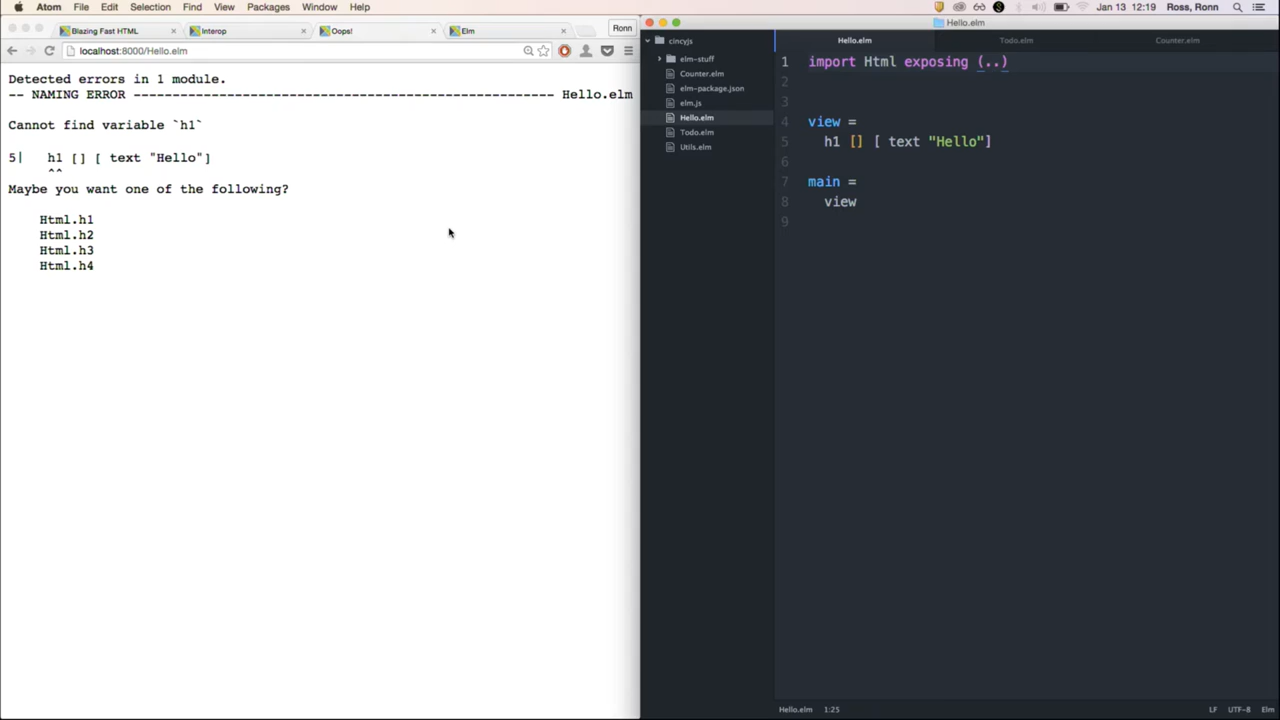 Atom File Edit Selection Find View Packages Window Help
Jan 13 12:19 Ross, Ronn
Blazing Fast HTML
Interop
Oops!
Elm
Ronn
localhost:8000/Hello.elm
Detected errors in 1 module.
-- NAMING ERROR ------------------------------------------------------ Hello.elm
Cannot find variable `h1`
5| h1 [] [ text "Hello"]
^^
Maybe you want one of the following?
Html.h1
Html.h2
Html.h3
Html.h4
Hello.elm
cincyjs
elm-stuff
Counter.elm
elm-package.json
elm.js
Hello.elm
Todo.elm
Utils.elm
Hello.elm Todo.elm Counter.elm
1 import Html exposing (..)
2
3
4 view =
5 h1 [] [ text "Hello"]
6
7 main =
8 view
9
Hello.elm 1:25 LF UTF-8 Elm